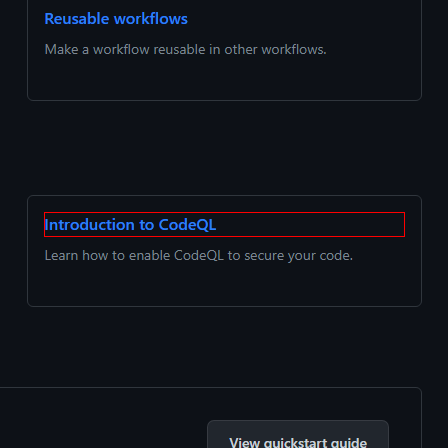 Reusable workflows
Make a workflow reusable in other workflows.
Introduction to CodeQL
Learn how to enable CodeQL to secure your code.
View quickstart guide